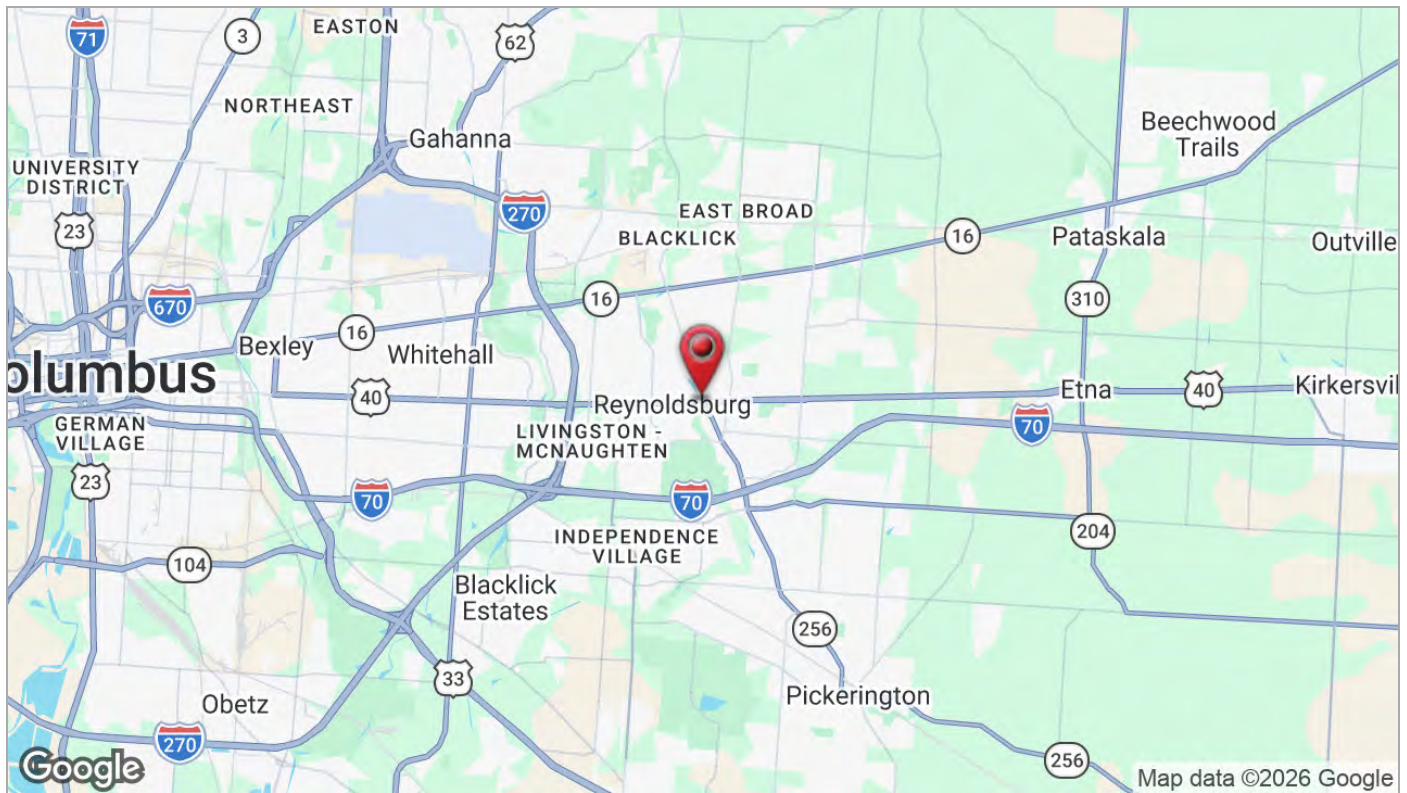 EASTON
71
3
62
NORTHEAST
Gahanna
Beechwood
Trails
UNIVERSITY
DISTRICT
270
EAST BROAD
23
BLACKLICK
16
Pataskala
Outville
670
16
310
16
Bexley
Whitehall
olumbus
40
Reynoldsburg
Etna
40
Kirkersvil
GERMAN
VILLAGE
LIVINGSTON -
MCNAUGHTEN
70
23
70
70
INDEPENDENCE
VILLAGE
204
104
Blacklick
Estates
256
33
Pickerington
Obetz
270
256
Google
Map data ©2026 Google